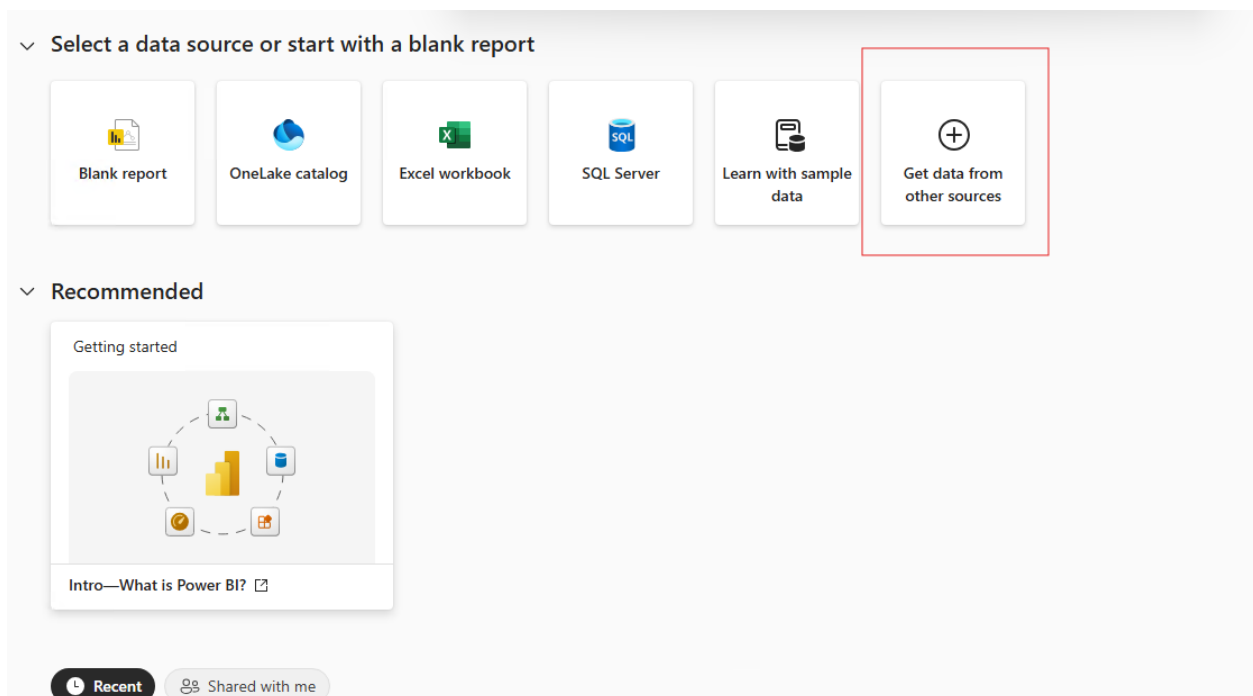 Select a data source or start with a blank report
Blank report
OneLake catalog
Excel workbook
SQL
SQL Server
Learn with sample
data
Get data from
other sources
Recommended
Getting started
Intro—What is Power BI?
Recent
Shared with me